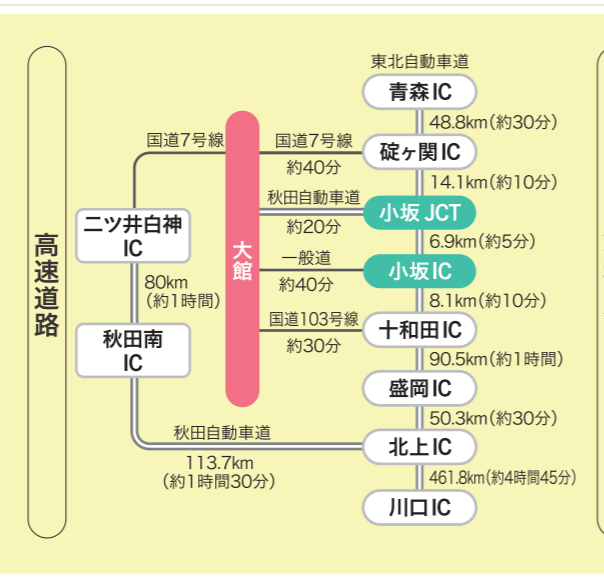 高速道路
東北自動車道
青森IC
48.8km(約30分)
国道7号線
国道7号線
碇ヶ関IC
約40分
14.1km(約10分)
秋田自動車道
小坂JCT
約20分
6.9km(約5分)
二ツ井白神
IC
大館
一般道
小坂IC
約40分
80km
(約1時間)
8.1km(約10分)
国道103号線
十和田IC
約30分
秋田南
IC
90.5km(約1時間)
盛岡IC
50.3km(約30分)
秋田自動車道
北上IC
113.7km
(約1時間30分)
461.8km(約4時間45分)
川口IC